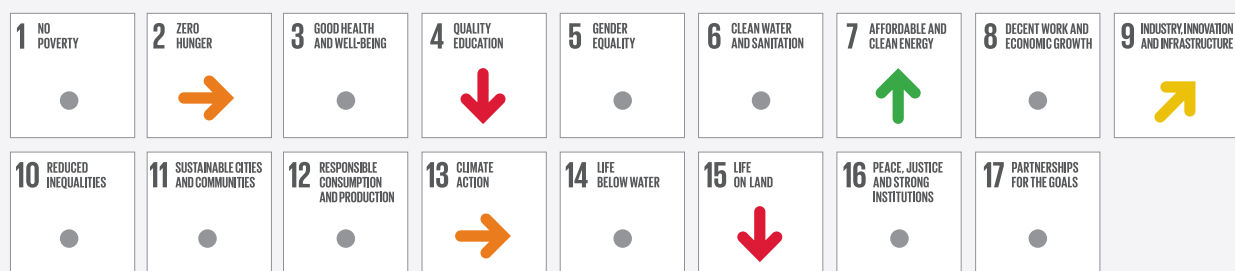 1 NO
POVERTY
2 ZERO
HUNGER
3 GOOD HEALTH
AND WELL-BEING
4 QUALITY
EDUCATION
5 GENDER
EQUALITY
6 CLEAN WATER
AND SANITATION
7 AFFORDABLE AND
CLEAN ENERGY
8 DECENT WORK AND
ECONOMIC GROWTH
9 INDUSTRY, INNOVATION
AND INFRASTRUCTURE
10 REDUCED
INEQUALITIES
11 SUSTAINABLE CITIES
AND COMMUNITIES
12 RESPONSIBLE
CONSUMPTION
AND PRODUCTION
13 CLIMATE
ACTION
14 LIFE
BELOW WATER
15 LIFE
ON LAND
16 PEACE, JUSTICE
AND STRONG
INSTITUTIONS
17 PARTNERSHIPS
FOR THE GOALS